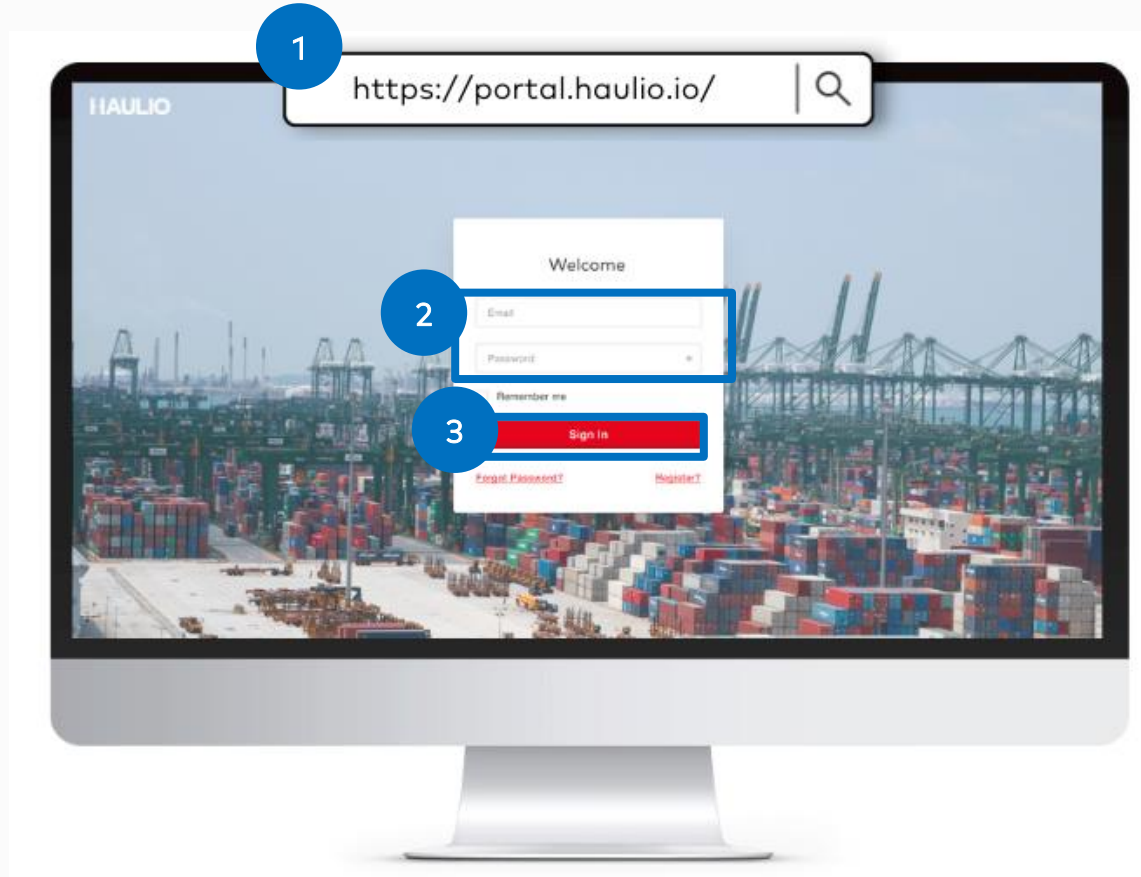 1
https://portal.haulio.io/
HAULIO
Welcome
2
Email
Password
Remember me
3
Sign In
Forgot Password?
Register?